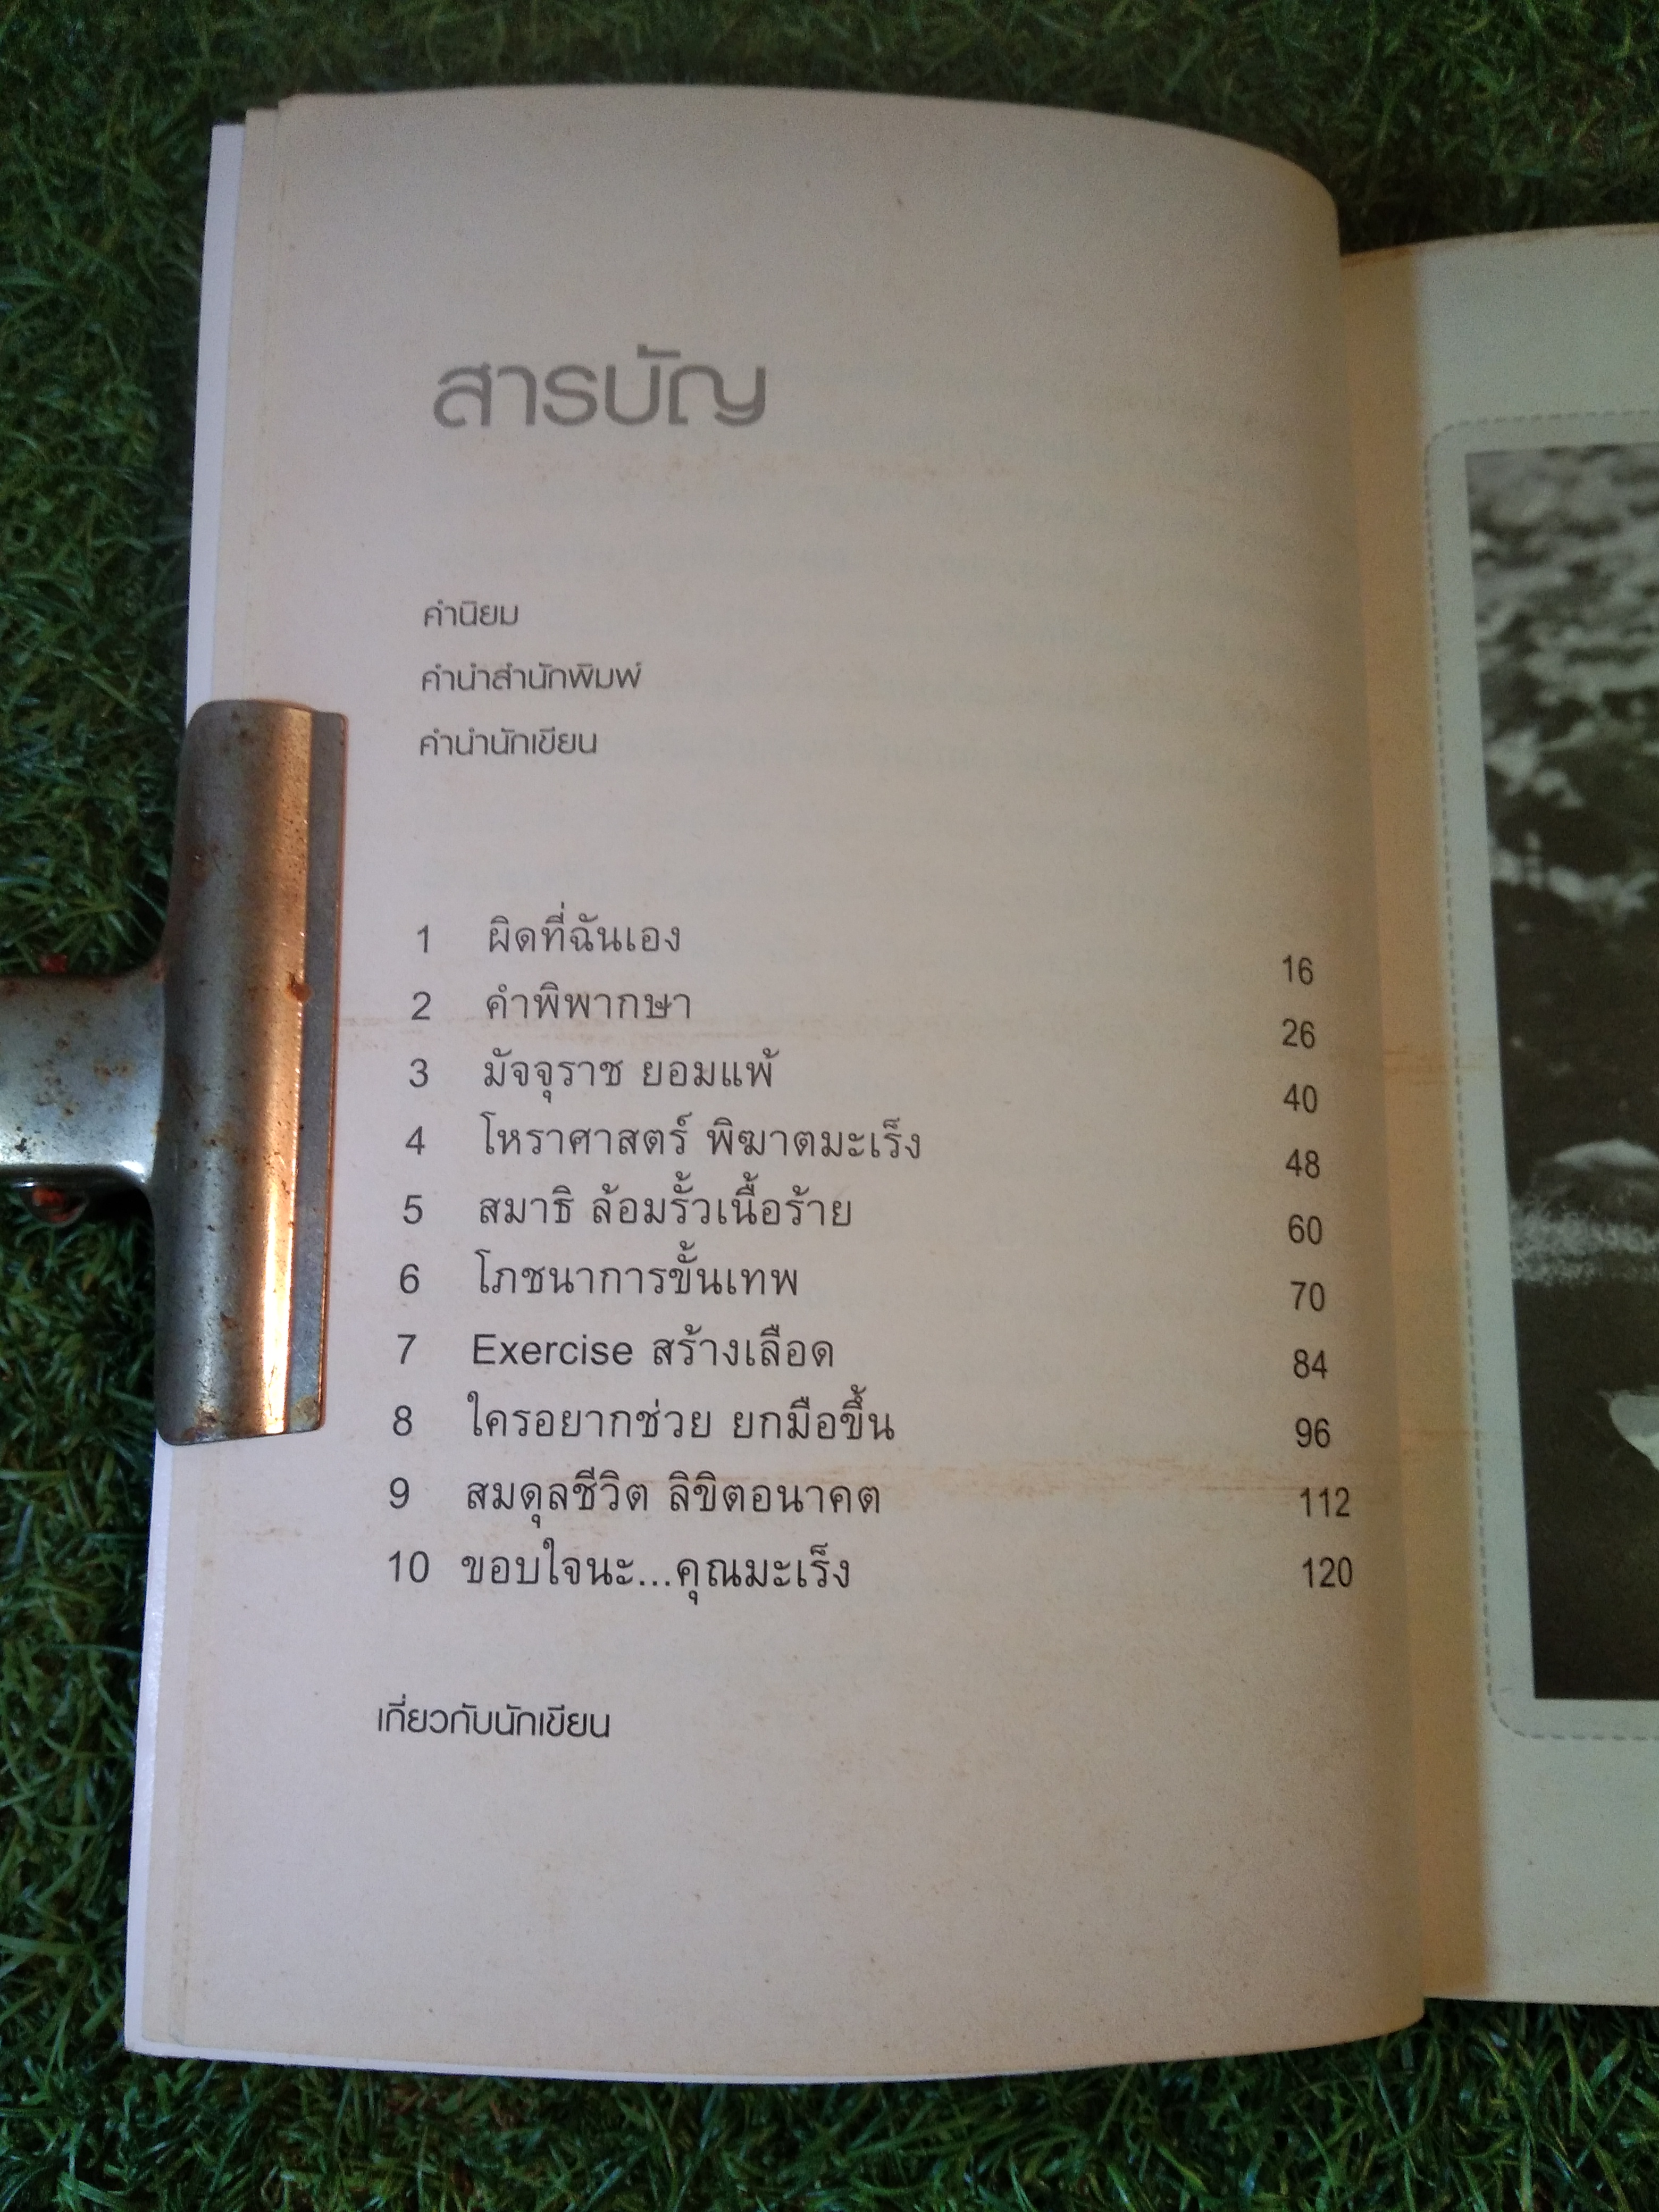 สารบัญ
คำนิยม
คำนำสำนักพิมพ์
คำนำนักเขียน
1 ผิดที่ฉันเอง 16
2 คำพิพากษา 26
3 มัจจุราช ยอมแพ้ 40
4 โหราศาสตร์ พิฆาตมะเร็ง 48
5 สมาธิ ล้อมรั้วเนื้อร้าย 60
6 โภชนาการขั้นเทพ 70
7 Exercise สร้างเลือด 84
8 ใครอยากช่วย ยกมือขึ้น 96
9 สมดุลชีวิต ลิขิตอนาคต 112
10 ขอบใจนะ...คุณมะเร็ง 120
เกี่ยวกับนักเขียน